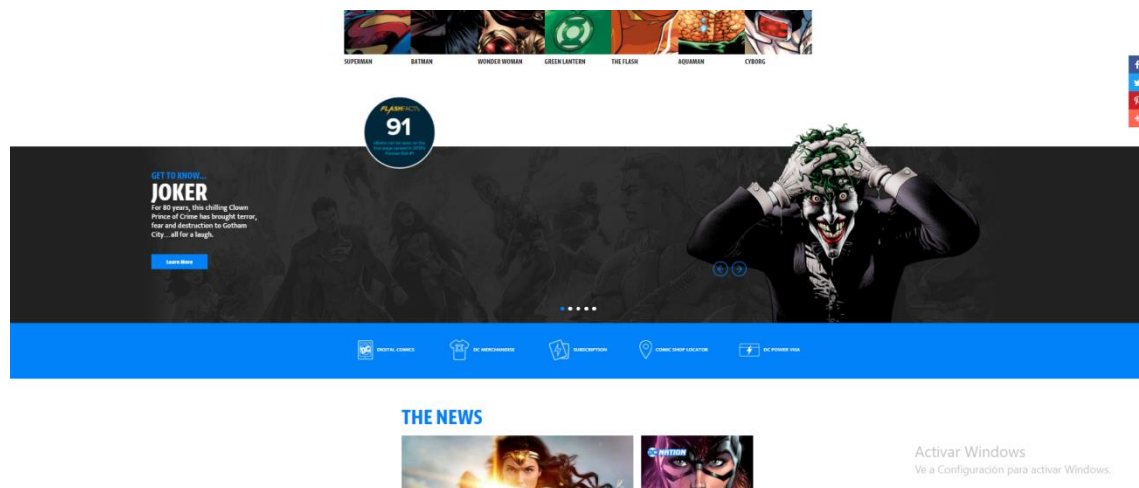 SUPERMAN
BATMAN
WONDER WOMAN
GREEN LANTERN
THE FLASH
AQUAMAN
CYBORG
FLASHFACTS
91
GET TO KNOW...
JOKER
For 80 years, this chilling Clown
Prince of Crime has brought terror,
fear and destruction to Gotham
City...all for a laugh.
Learn More
DIGITAL COMICS
DC MERCHANDISE
SUBSCRIPTION
COMIC SHOP LOCATOR
DC POWER VISA
THE NEWS
DC NATION
Activar Windows
Ve a Configuración para activar Windows.